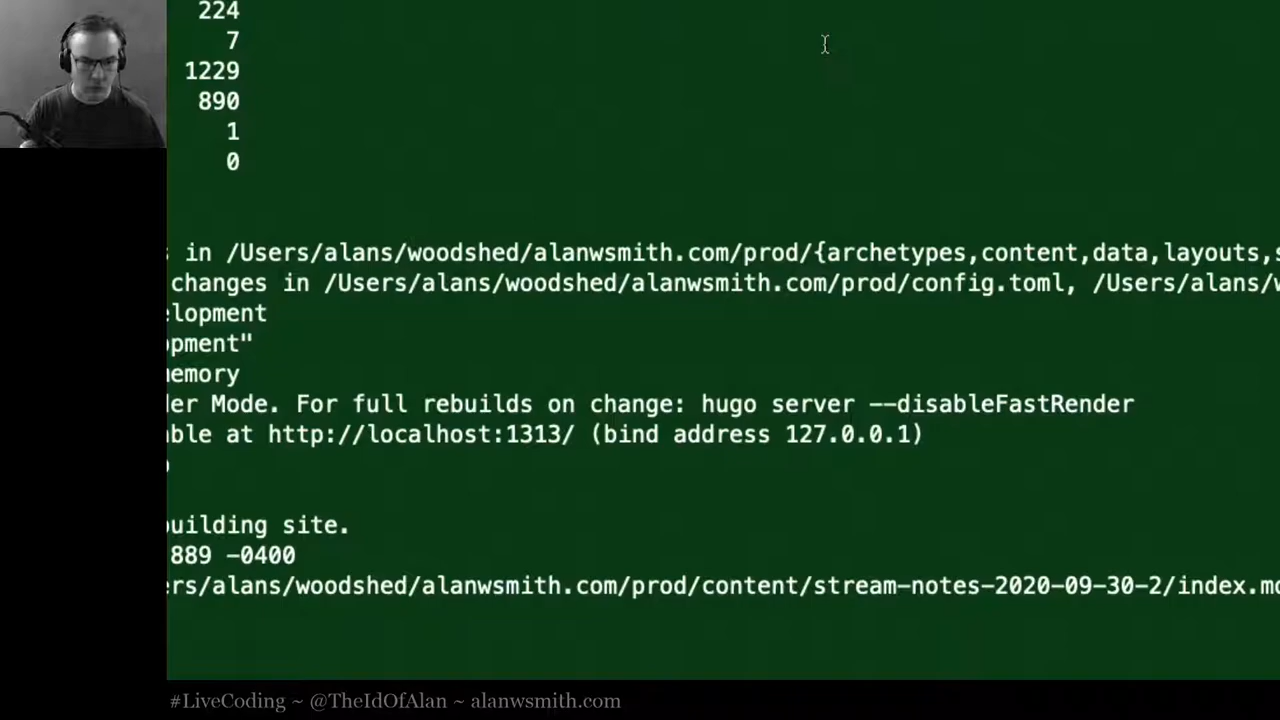 224
7
1229
890
1
0
in /Users/alans/woodshed/alanwsmith.com/prod/{archetypes,content,data,layouts,
changes in /Users/alans/woodshed/alanwsmith.com/prod/config.toml, /Users/alans/
elopment
opment"
memory
der Mode. For full rebuilds on change: hugo server --disableFastRender
able at http://localhost:1313/ (bind address 127.0.0.1)
building site.
889 -0400
ers/alans/woodshed/alanwsmith.com/prod/content/stream-notes-2020-09-30-2/index.md
#LiveCoding ~ @TheIdOfAlan ~ alanwsmith.com